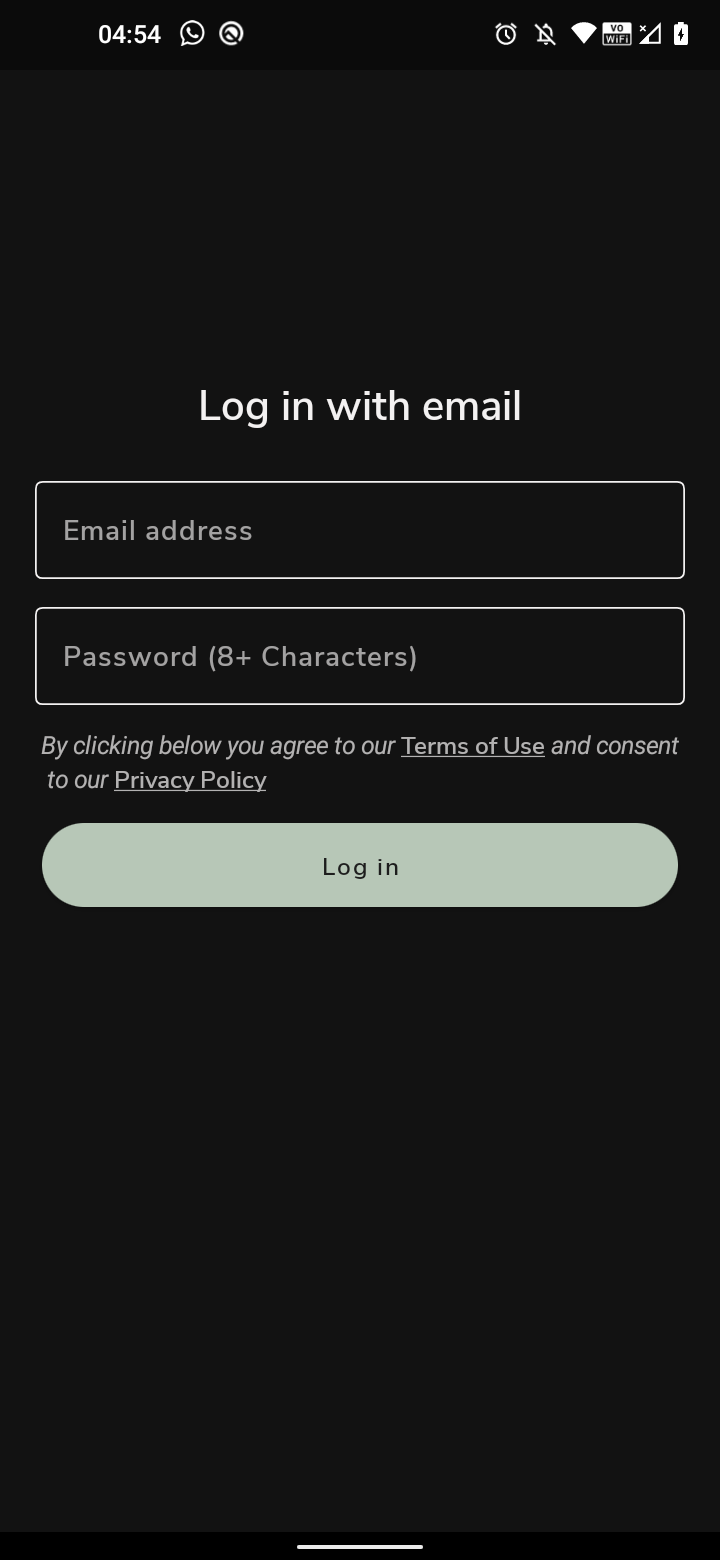 04:54
VO
WiFi
Log in with email
Email address
Password (8+ Characters)
By clicking below you agree to our Terms of Use and consent
to our Privacy Policy
Log in